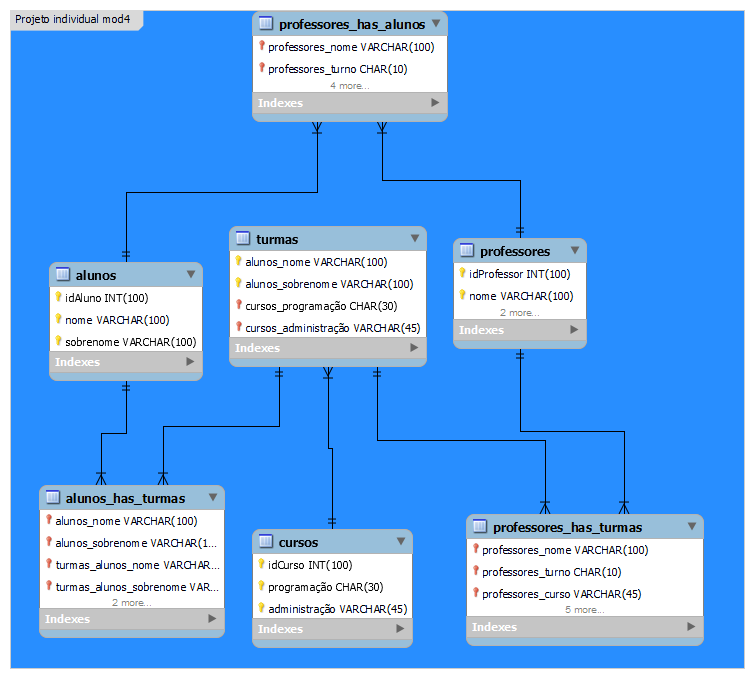 Projeto individual mod4
professores_has_alunos
professores_nome VARCHAR(100)
professores_turno CHAR(10)
4 more...
Indexes
turmas
alunos_nome VARCHAR(100)
alunos_sobrenome VARCHAR(100)
cursos_programação CHAR(30)
cursos_administração VARCHAR(45)
Indexes
professores
idProfessor INT(100)
nome VARCHAR(100)
2 more...
Indexes
alunos
idAluno INT(100)
nome VARCHAR(100)
sobrenome VARCHAR(100)
Indexes
alunos_has_turmas
alunos_nome VARCHAR(100)
alunos_sobrenome VARCHAR(1...
turmas_alunos_nome VARCHAR...
turmas_alunos_sobrenome VAR...
2 more...
Indexes
cursos
idCurso INT(100)
programação CHAR(30)
administração VARCHAR(45)
Indexes
professores_has_turmas
professores_nome VARCHAR(100)
professores_turno CHAR(10)
professores_curso VARCHAR(45)
5 more...
Indexes